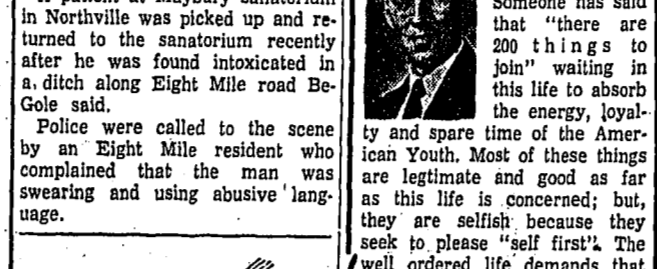 A patient at Maybury Sanatorium
in Northville was picked up and re-
turned to the sanatorium recently
after he was found intoxicated in
a ditch along Eight Mile road Be-
Gole said.
Police were called to the scene
by an Eight Mile resident who
complained that the man was
swearing and using abusive lang-
uage.
Someone has said
that "there are
200 things to
join" waiting in
this life to absorb
the energy, loyal-
ty and spare time of the Amer-
ican Youth. Most of these things
are legtimate and good as far
as this life is concerned; but,
they are selfish because they
seek to please "self first". The
well ordered life demands that